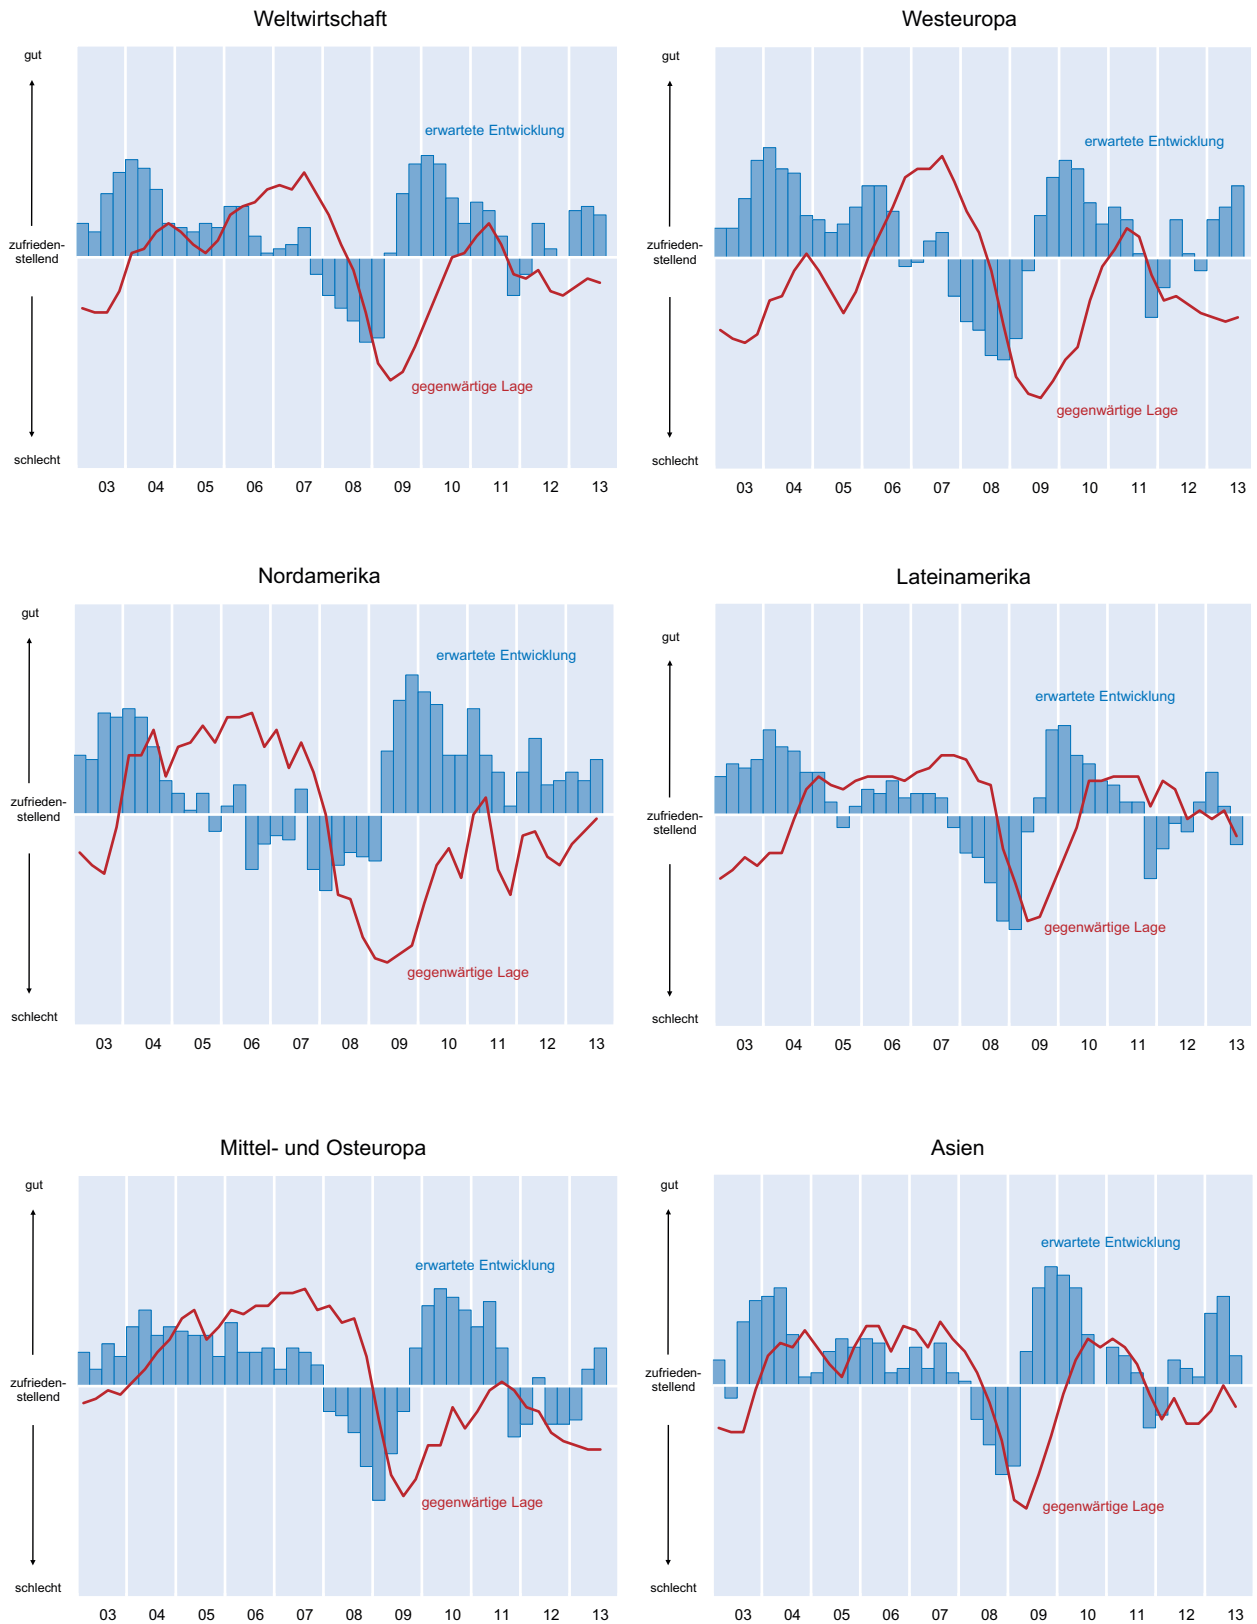 Weltwirtschaft
gut
erwartete Entwicklung
zufrieden-
stellend
gegenwärtige Lage
schlecht
03 04 05 06 07 08 09 10 11 12 13
Westeuropa
gut
erwartete Entwicklung
zufrieden-
stellend
gegenwärtige Lage
schlecht
03 04 05 06 07 08 09 10 11 12 13
Nordamerika
gut
erwartete Entwicklung
zufrieden-
stellend
gegenwärtige Lage
schlecht
03 04 05 06 07 08 09 10 11 12 13
Lateinamerika
gut
erwartete Entwicklung
zufrieden-
stellend
gegenwärtige Lage
schlecht
03 04 05 06 07 08 09 10 11 12 13
Mittel- und Osteuropa
gut
erwartete Entwicklung
zufrieden-
stellend
gegenwärtige Lage
schlecht
03 04 05 06 07 08 09 10 11 12 13
Asien
gut
erwartete Entwicklung
zufrieden-
stellend
gegenwärtige Lage
schlecht
03 04 05 06 07 08 09 10 11 12 13